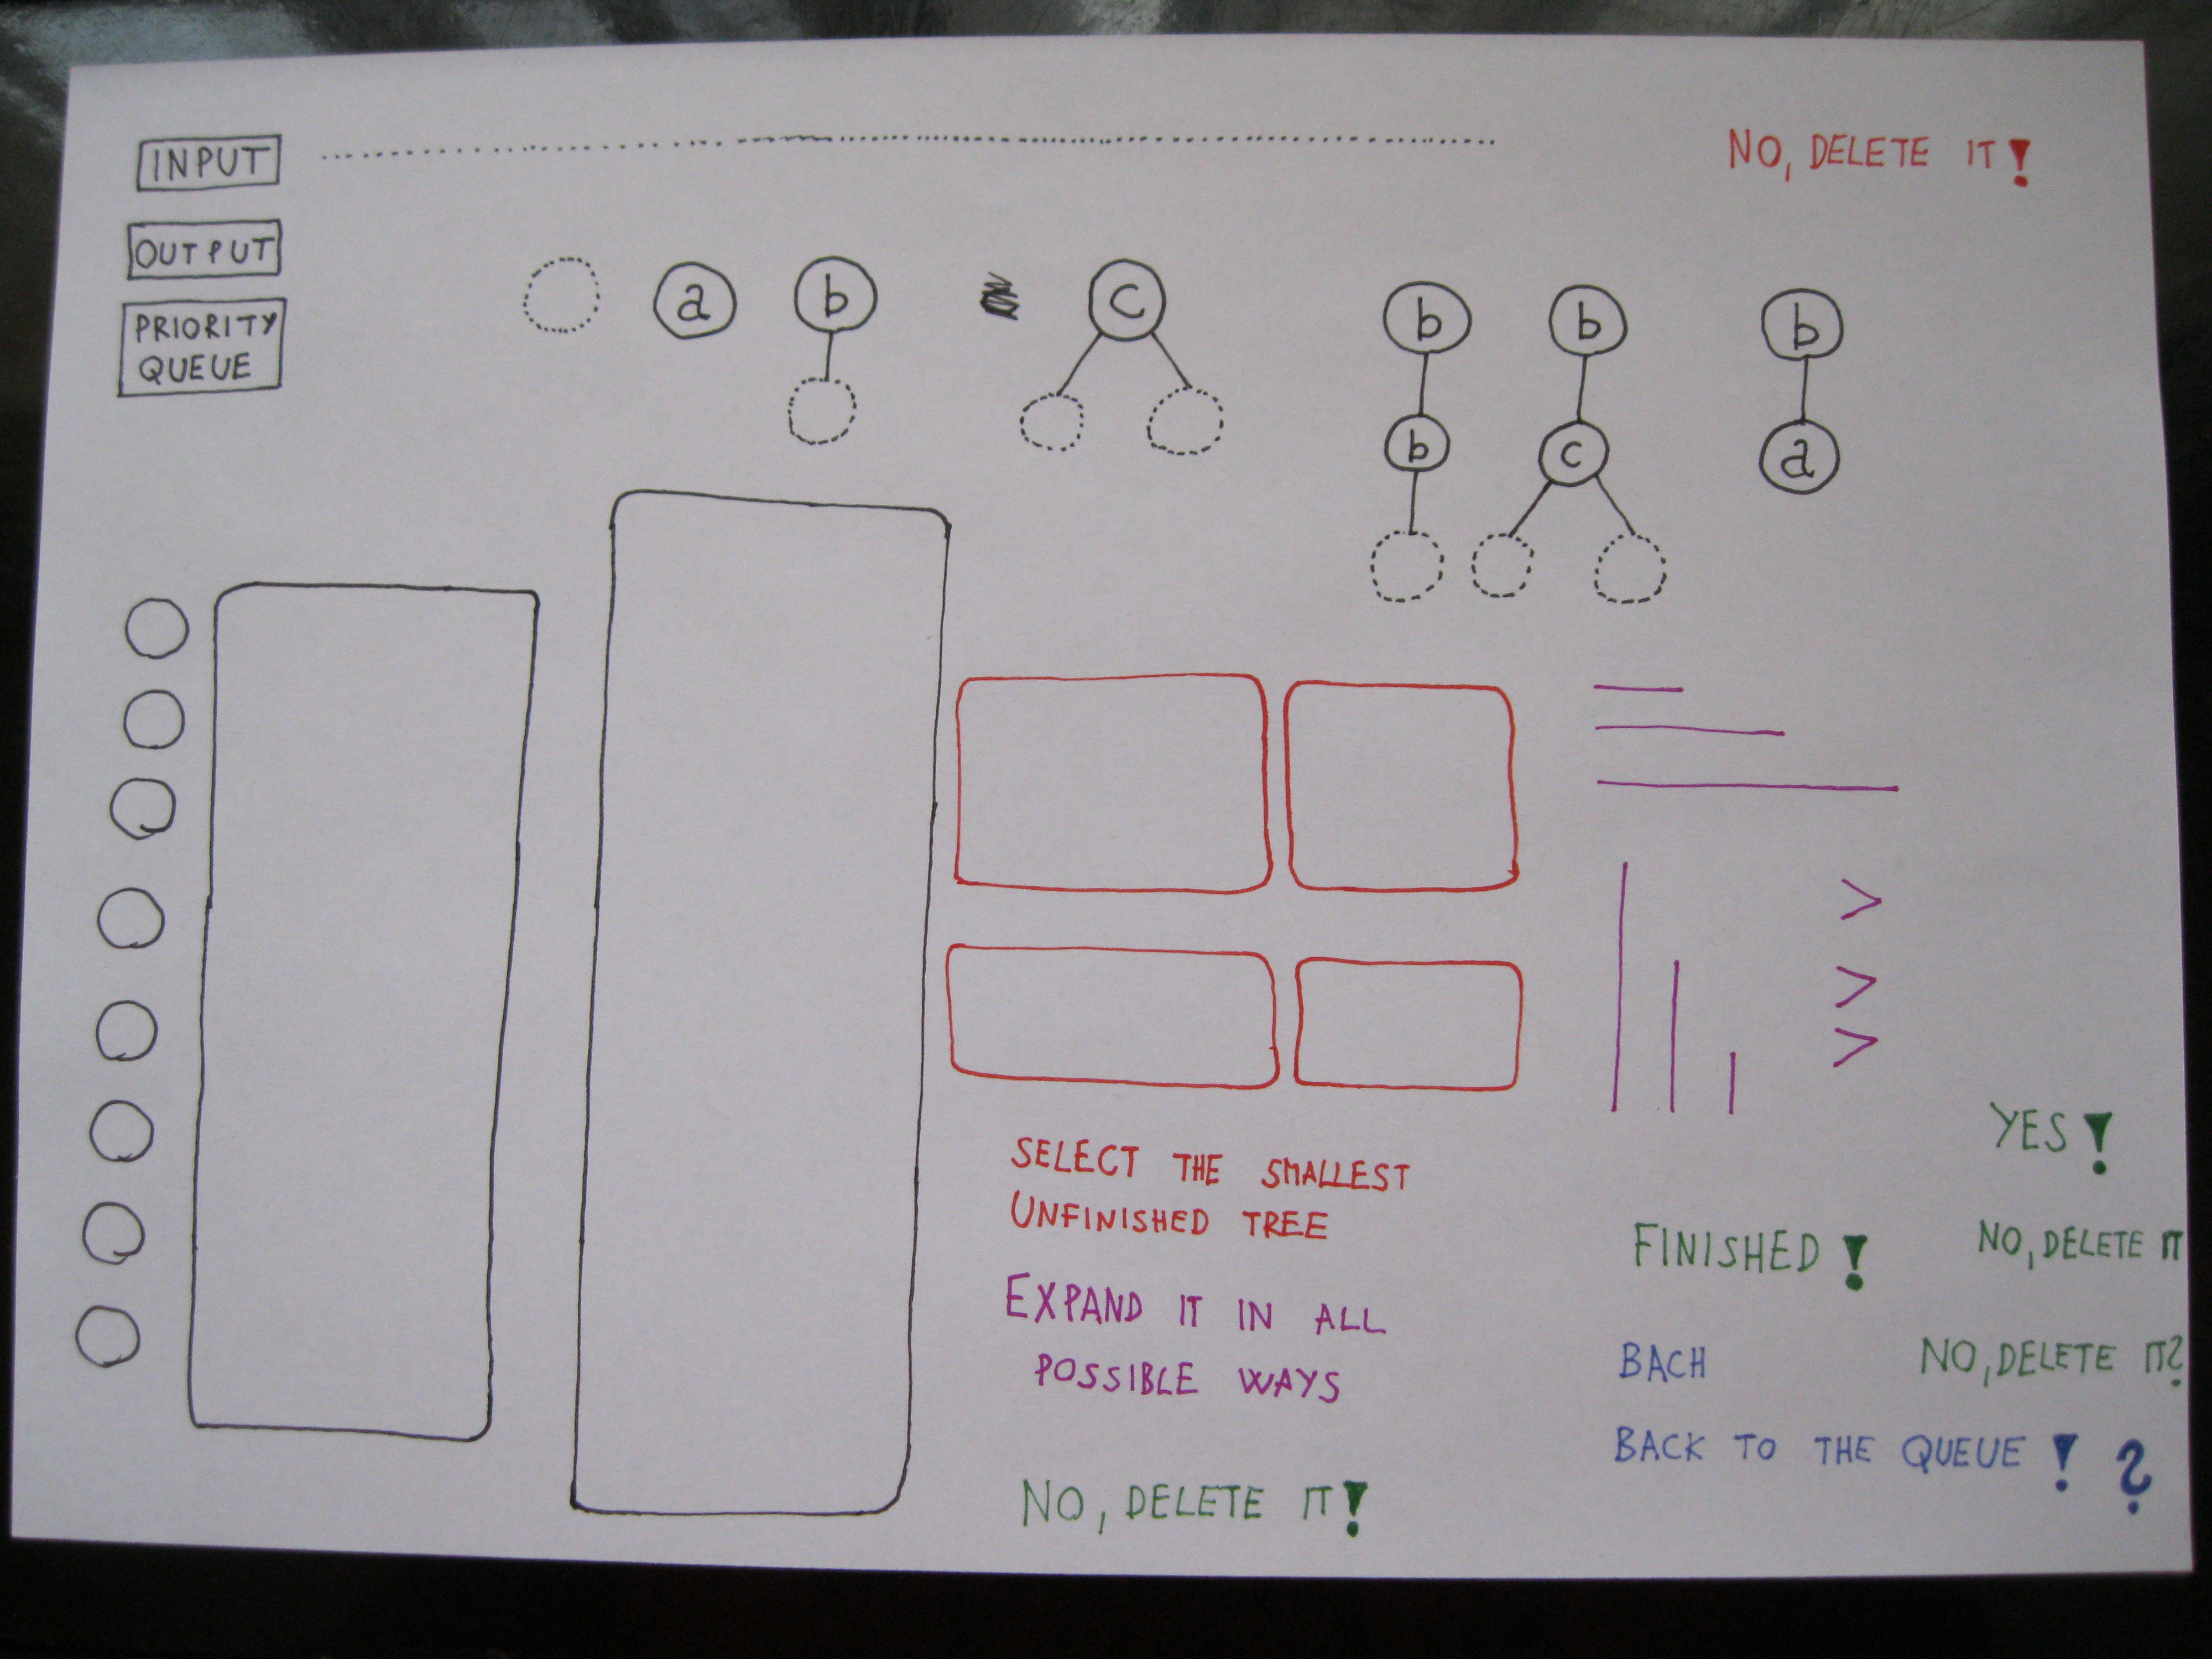 INPUT
NO, DELETE IT!
OUTPUT
PRIORITY
QUEUE
a
b
c
b
b
b
b
c
a
SELECT THE SMALLEST
UNFINISHED TREE
EXPAND IT IN ALL
POSSIBLE WAYS
NO, DELETE IT!
YES!
FINISHED!
NO, DELETE IT
BACH
NO, DELETE IT?
BACK TO THE QUEUE! ?